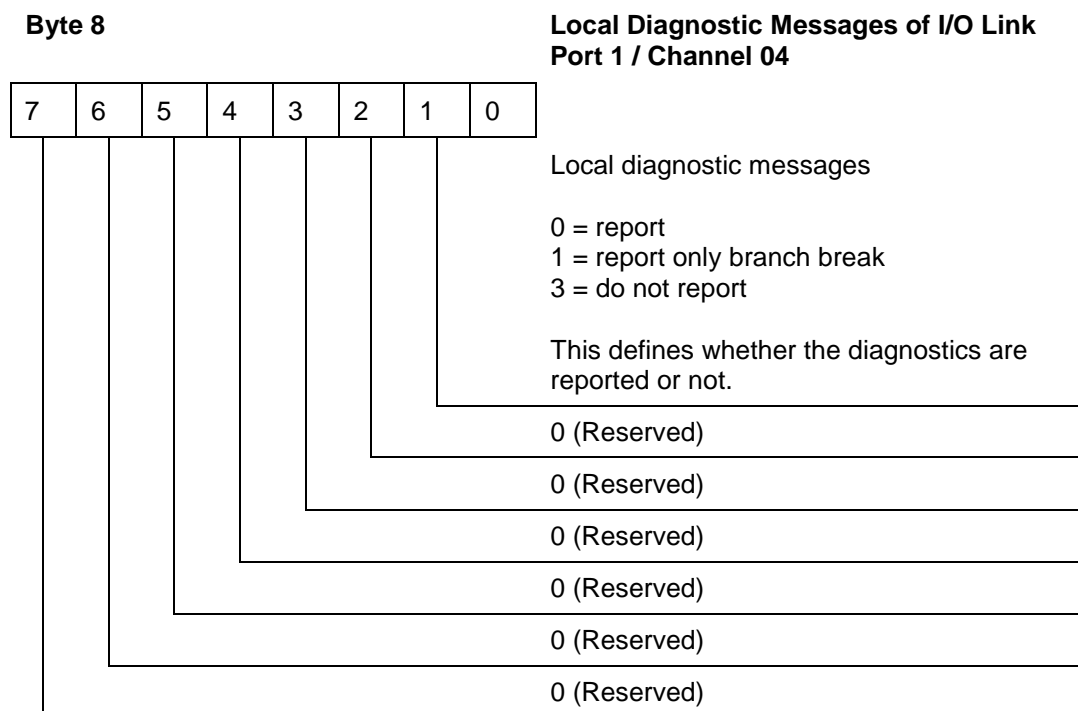 Byte 8
Local Diagnostic Messages of I/O Link
Port 1 / Channel 04
7 6 5 4 3 2 1 0
Local diagnostic messages
0 = report
1 = report only branch break
3 = do not report
This defines whether the diagnostics are
reported or not.
0 (Reserved)
0 (Reserved)
0 (Reserved)
0 (Reserved)
0 (Reserved)
0 (Reserved)